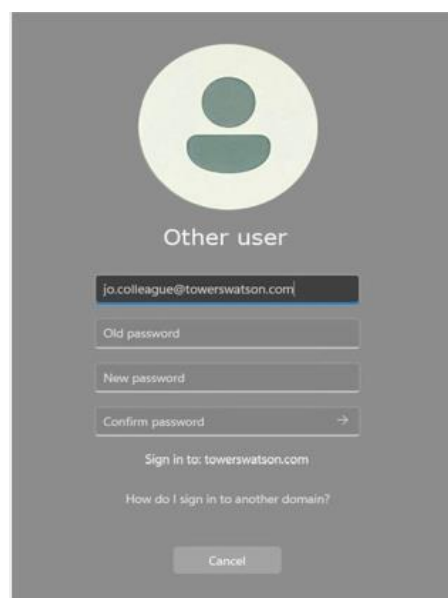 Other user
jo.colleague@towerswatson.com
Old password
New password
Confirm password
Sign in to: towerswatson.com
How do I sign in to another domain?
Cancel